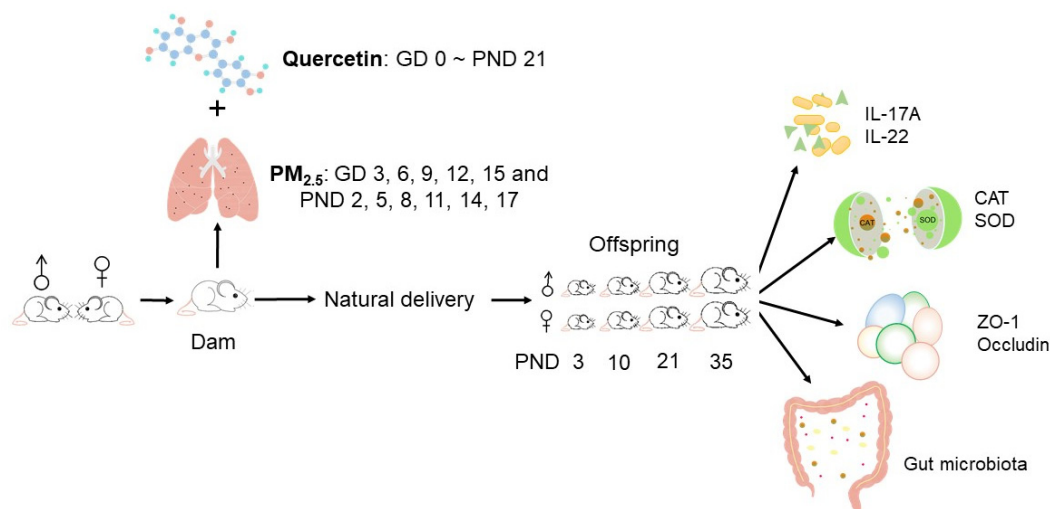 Quercetin: GD 0 ~ PND 21
+
PM2.5: GD 3, 6, 9, 12, 15 and
PND 2, 5, 8, 11, 14, 17
♂ ♀
Dam
Natural delivery
Offspring
♂
♀
PND 3 10 21 35
IL-17A
IL-22
CAT
SOD
CAT
SOD
ZO-1
Occludin
Gut microbiota